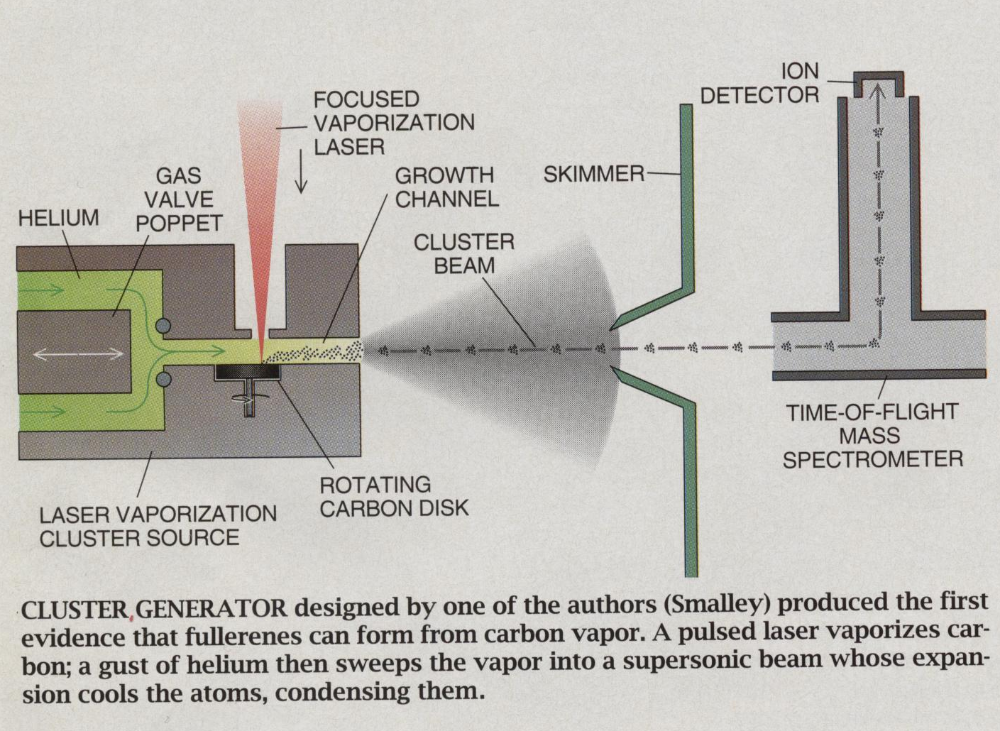 ION
DETECTOR
FOCUSED
VAPORIZATION
LASER
GAS
VALVE
POPPET
GROWTH
CHANNEL
SKIMMER
HELIUM
CLUSTER
BEAM
TIME-OF-FLIGHT
MASS
SPECTROMETER
ROTATING
CARBON DISK
LASER VAPORIZATION
CLUSTER SOURCE
CLUSTER GENERATOR designed by one of the authors (Smalley) produced the first
evidence that fullerenes can form from carbon vapor. A pulsed laser vaporizes car-
bon; a gust of helium then sweeps the vapor into a supersonic beam whose expan-
sion cools the atoms, condensing them.